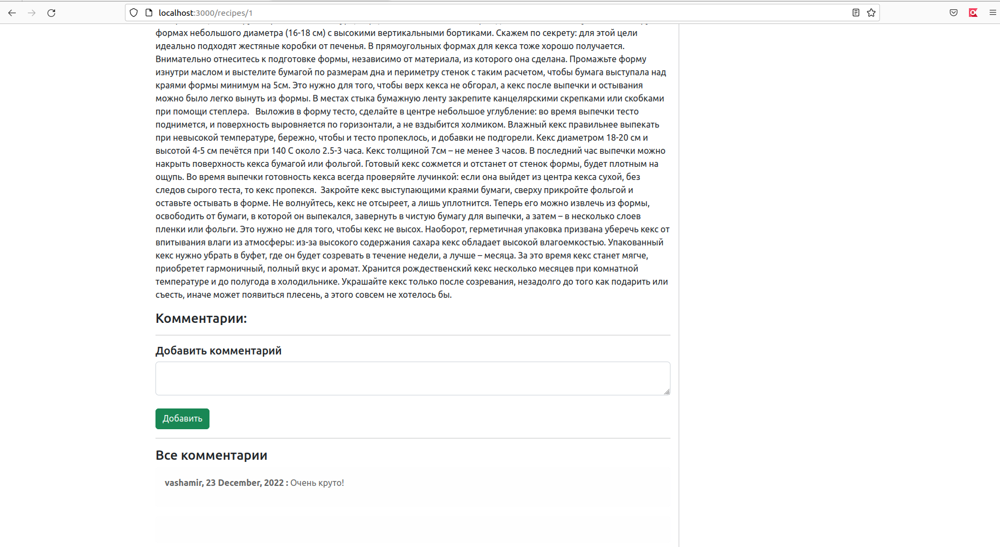 localhost:3000/recipes/1
формах небольшого диаметра (16-18 см) с высокими вертикальными бортиками. Скажем по секрету: для этой цели
идеально подходят жестяные коробки от печенья. В прямоугольных формах для кекса тоже хорошо получается.
Внимательно отнеситесь к подготовке формы, независимо от материала, из которого она сделана. Промажьте форму
изнутри маслом и выстелите бумагой по размерам дна и периметру стенок с таким расчетом, чтобы бумага выступала над
краями формы минимум на 5см. Это нужно для того, чтобы верх кекса не обгорал, а кекс после выпечки и остывания
можно было легко вынуть из формы. В местах стыка бумажную ленту закрепите канцелярскими скрепками или скобками
при помощи степлера.   Выложив в форму тесто, сделайте в центре небольшое углубление: во время выпечки тесто
поднимется, и поверхность выровняется по горизонтали, а не вздыбится холмиком. Влажный кекс правильнее выпекать
при невысокой температуре, бережно, чтобы и тесто пропеклось, и добавки не подгорели. Кекс диаметром 18-20 см и
высотой 4-5 см печётся при 140 С около 2.5-3 часа. Кекс толщиной 7см – не менее 3 часов. В последний час выпечки можно
накрыть поверхность кекса бумагой или фольгой. Готовый кекс сожмется и отстанет от стенок формы, будет плотным на
ощупь. Во время выпечки готовность кекса всегда проверяйте лучинкой: если она выйдет из центра кекса сухой, без
следов сырого теста, то кекс пропекся.  Закройте кекс выступающими краями бумаги, сверху прикройте фольгой и
оставьте остывать в форме. Не волнуйтесь, кекс не отсыреет, а лишь уплотнится. Теперь его можно извлечь из формы,
освободить от бумаги, в которой он выпекался, завернуть в чистую бумагу для выпечки, а затем – в несколько слоев
пленки или фольги. Это нужно не для того, чтобы кекс не высох. Наоборот, герметичная упаковка призвана уберечь кекс от
впитывания влаги из атмосферы: из-за высокого содержания сахара кекс обладает высокой влагоемкостью. Упакованный
кекс нужно убрать в буфет, где он будет созревать в течение недели, а лучше – месяца. За это время кекс станет мягче,
приобретет гармоничный, полный вкус и аромат. Хранится рождественский кекс несколько месяцев при комнатной
температуре и до полугода в холодильнике. Украшайте кекс только после созревания, незадолго до того как подарить или
съесть, иначе может появиться плесень, а этого совсем не хотелось бы.
Комментарии:
Добавить комментарий
Добавить
Все комментарии
vashamir, 23 December, 2022 : Очень круто!